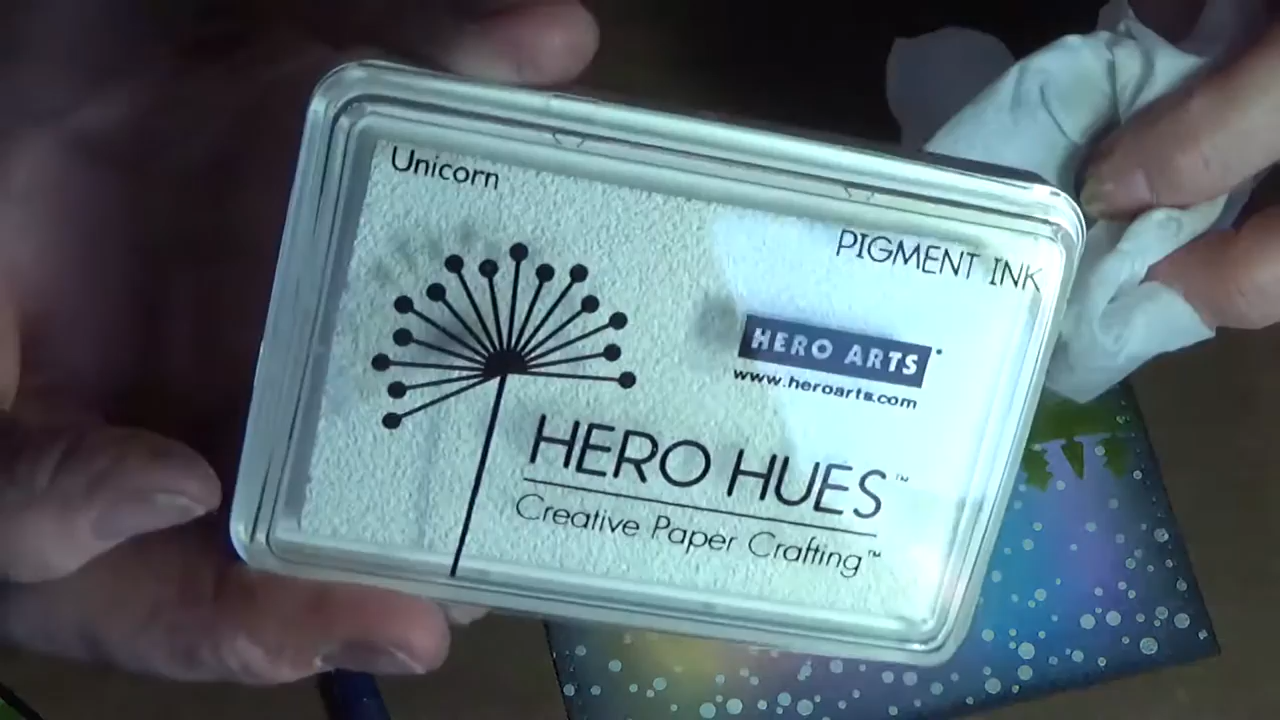 Unicorn
PIGMENT INK
HERO ARTS
www.heroarts.com
HERO HUES™
Creative Paper Crafting™